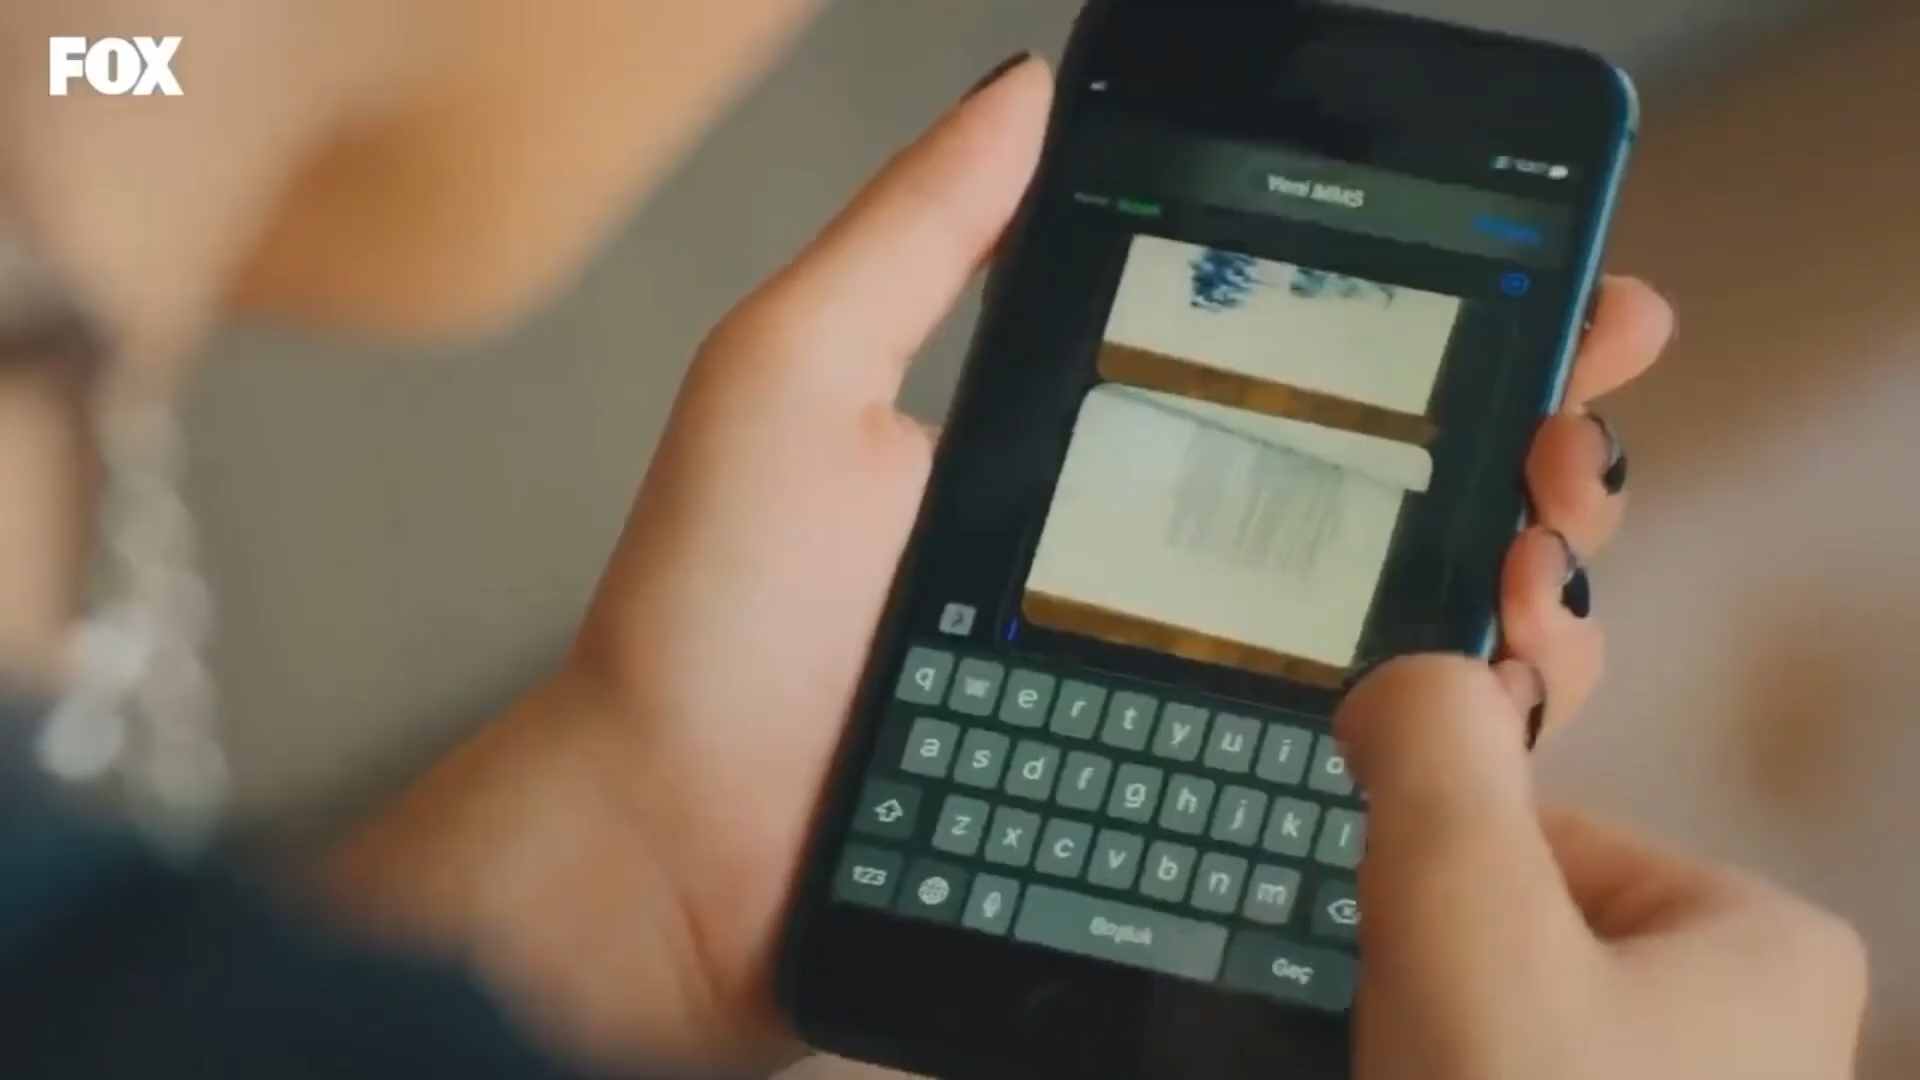 FOX
Yeni MMS
q w e r t y u i o
a s d f g h j k l
z x c v b n m
123 Boşluk Geç